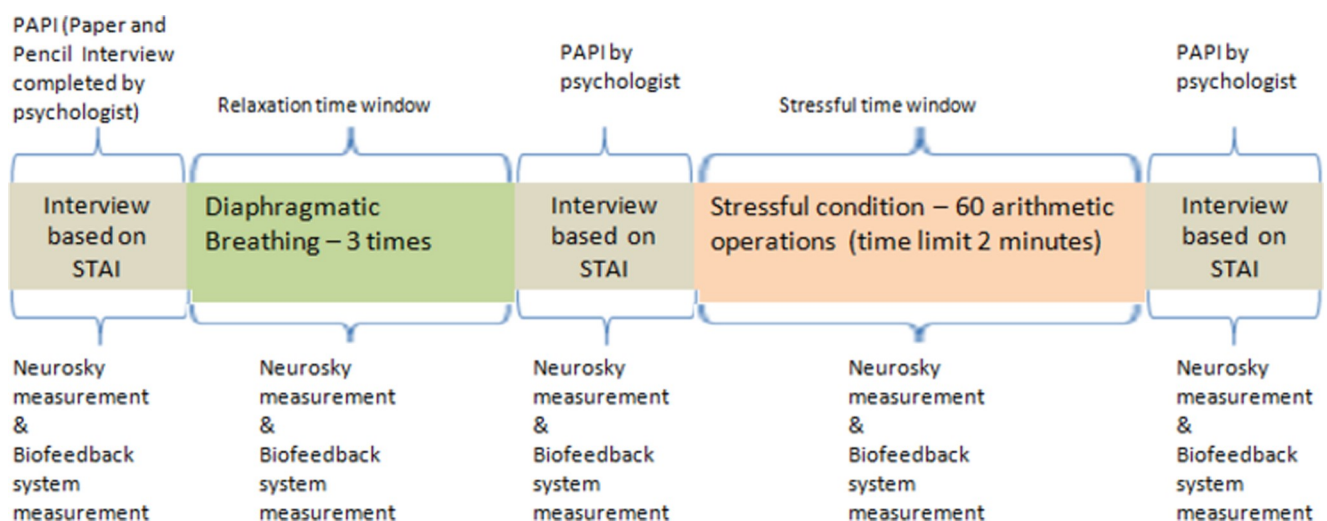 PAPI (Paper and
Pencil Interview
completed by
psychologist)
Relaxation time window
PAPI by
psychologist
Stressful time window
PAPI by
psychologist
Interview
based on
STAI
Diaphragmatic
Breathing – 3 times
Interview
based on
STAI
Stressful condition – 60 arithmetic
operations (time limit 2 minutes)
Interview
based on
STAI
Neurosky
measurement
&
Biofeedback
system
measurement
Neurosky
measurement
&
Biofeedback
system
measurement
Neurosky
measurement
&
Biofeedback
system
measurement
Neurosky
measurement
&
Biofeedback
system
measurement
Neurosky
measurement
&
Biofeedback
system
measurement